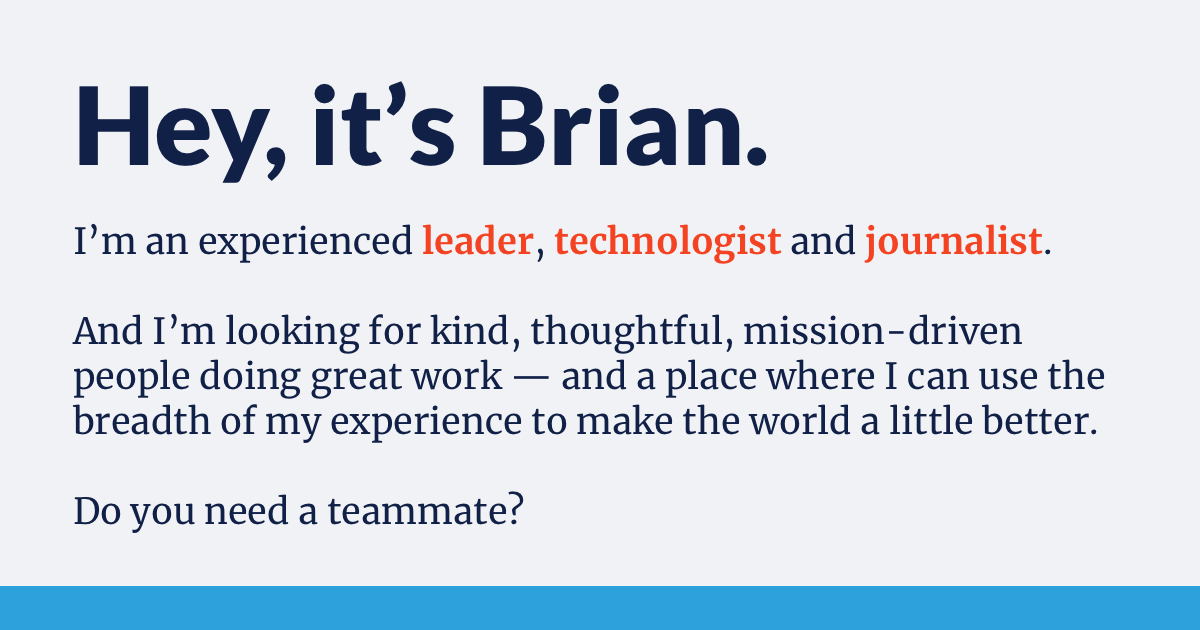 Hey, it’s Brian.
I’m an experienced leader, technologist and journalist.
And I’m looking for kind, thoughtful, mission-driven
people doing great work — and a place where I can use the
breadth of my experience to make the world a little better.
Do you need a teammate?